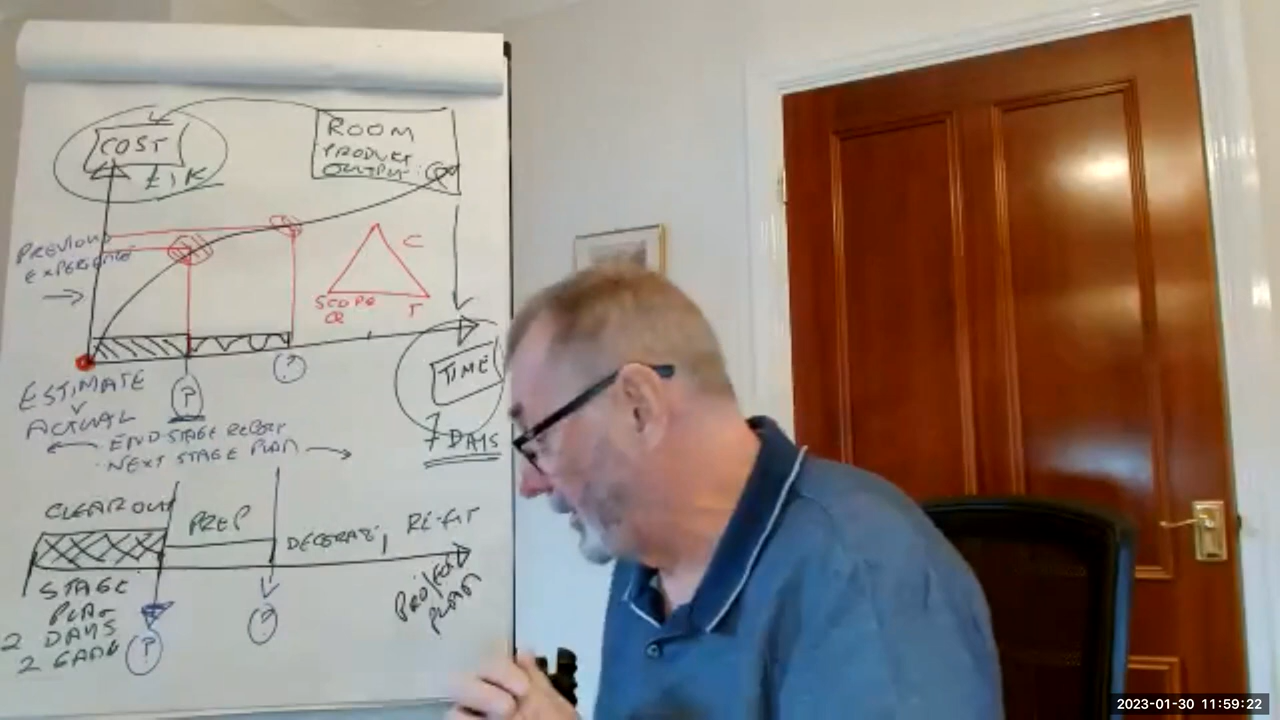 COST
£1K
ROOM
PRODUCT
OUTPUT
Q
PREVIOUS
EXPERIENCE
C
SCOPE
Q
T
TIME
7 DAYS
?
?
ESTIMATE
V
ACTUAL
END STAGE REPORT
NEXT STAGE PLAN
CLEAR OUT
PREP
DECORATE,
RE-FIT
STAGE
PLAN
2 DAYS
2 GRAND
?
?
PROJECT
PLAN
2023-01-30 11:59:22